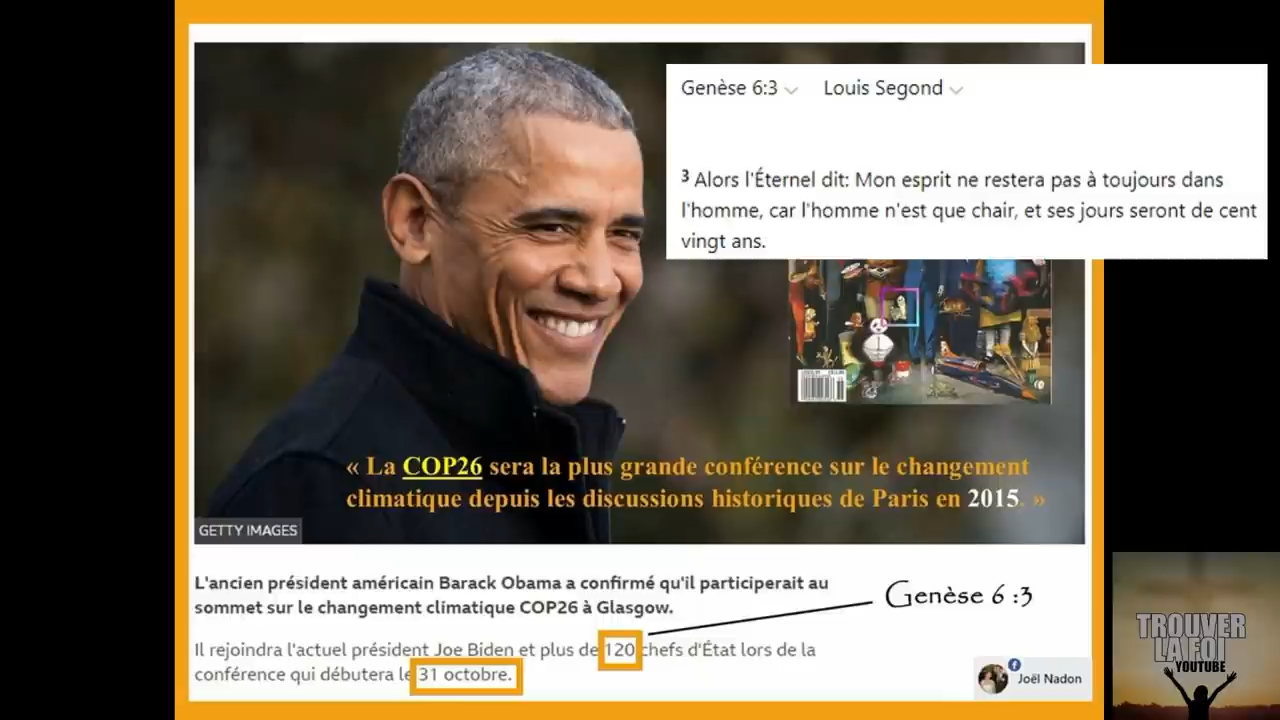 Genèse 6:3 Louis Segond
3 Alors l'Éternel dit: Mon esprit ne restera pas à toujours dans
l'homme, car l'homme n'est que chair, et ses jours seront de cent
vingt ans.
« La COP26 sera la plus grande conférence sur le changement
climatique depuis les discussions historiques de Paris en 2015. »
GETTY IMAGES
L'ancien président américain Barack Obama a confirmé qu'il participerait au
sommet sur le changement climatique COP26 à Glasgow.
Genèse 6 :3
Il rejoindra l'actuel président Joe Biden et plus de 120 chefs d'État lors de la
conférence qui débutera le 31 octobre.
Joël Nadon
TROUVER
LA FOI
YOUTUBE